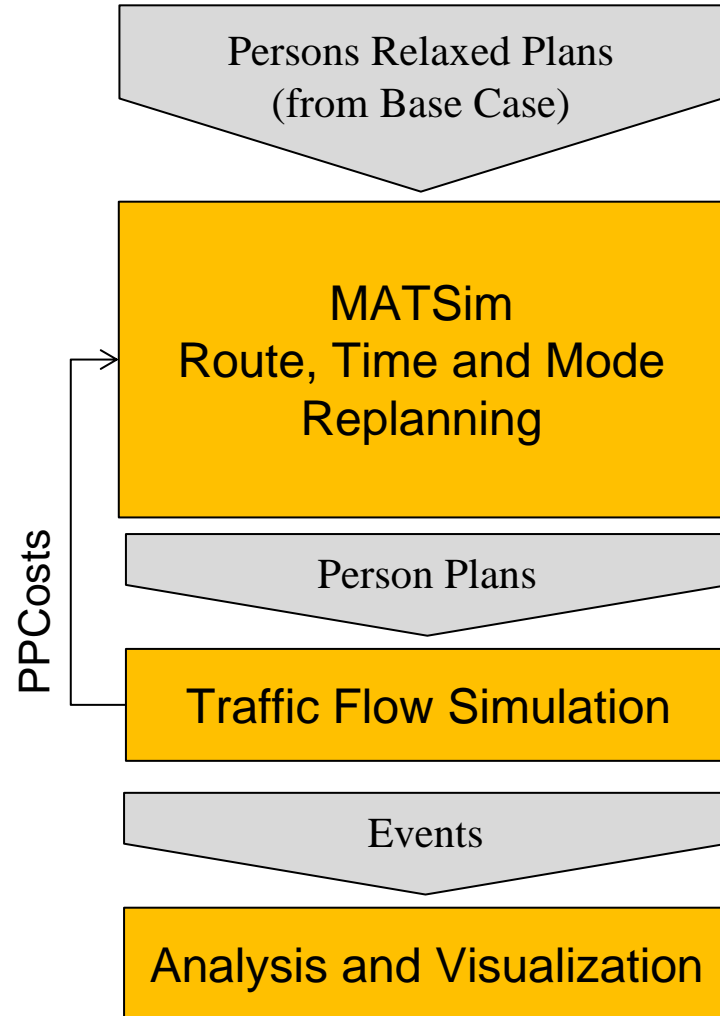 Persons Relaxed Plans
(from Base Case)
MATSim
Route, Time and Mode
Replanning
PPCosts
Person Plans
Traffic Flow Simulation
Events
Analysis and Visualization